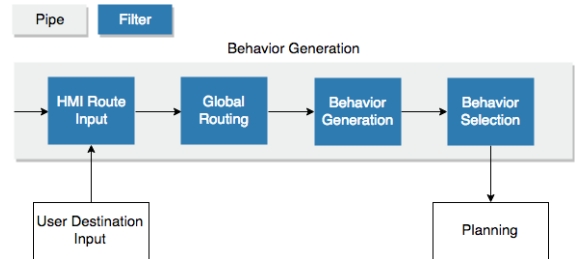 Pipe
Filter
Behavior Generation
HMI Route
Input
Global
Routing
Behavior
Generation
Behavior
Selection
User Destination
Input
Planning